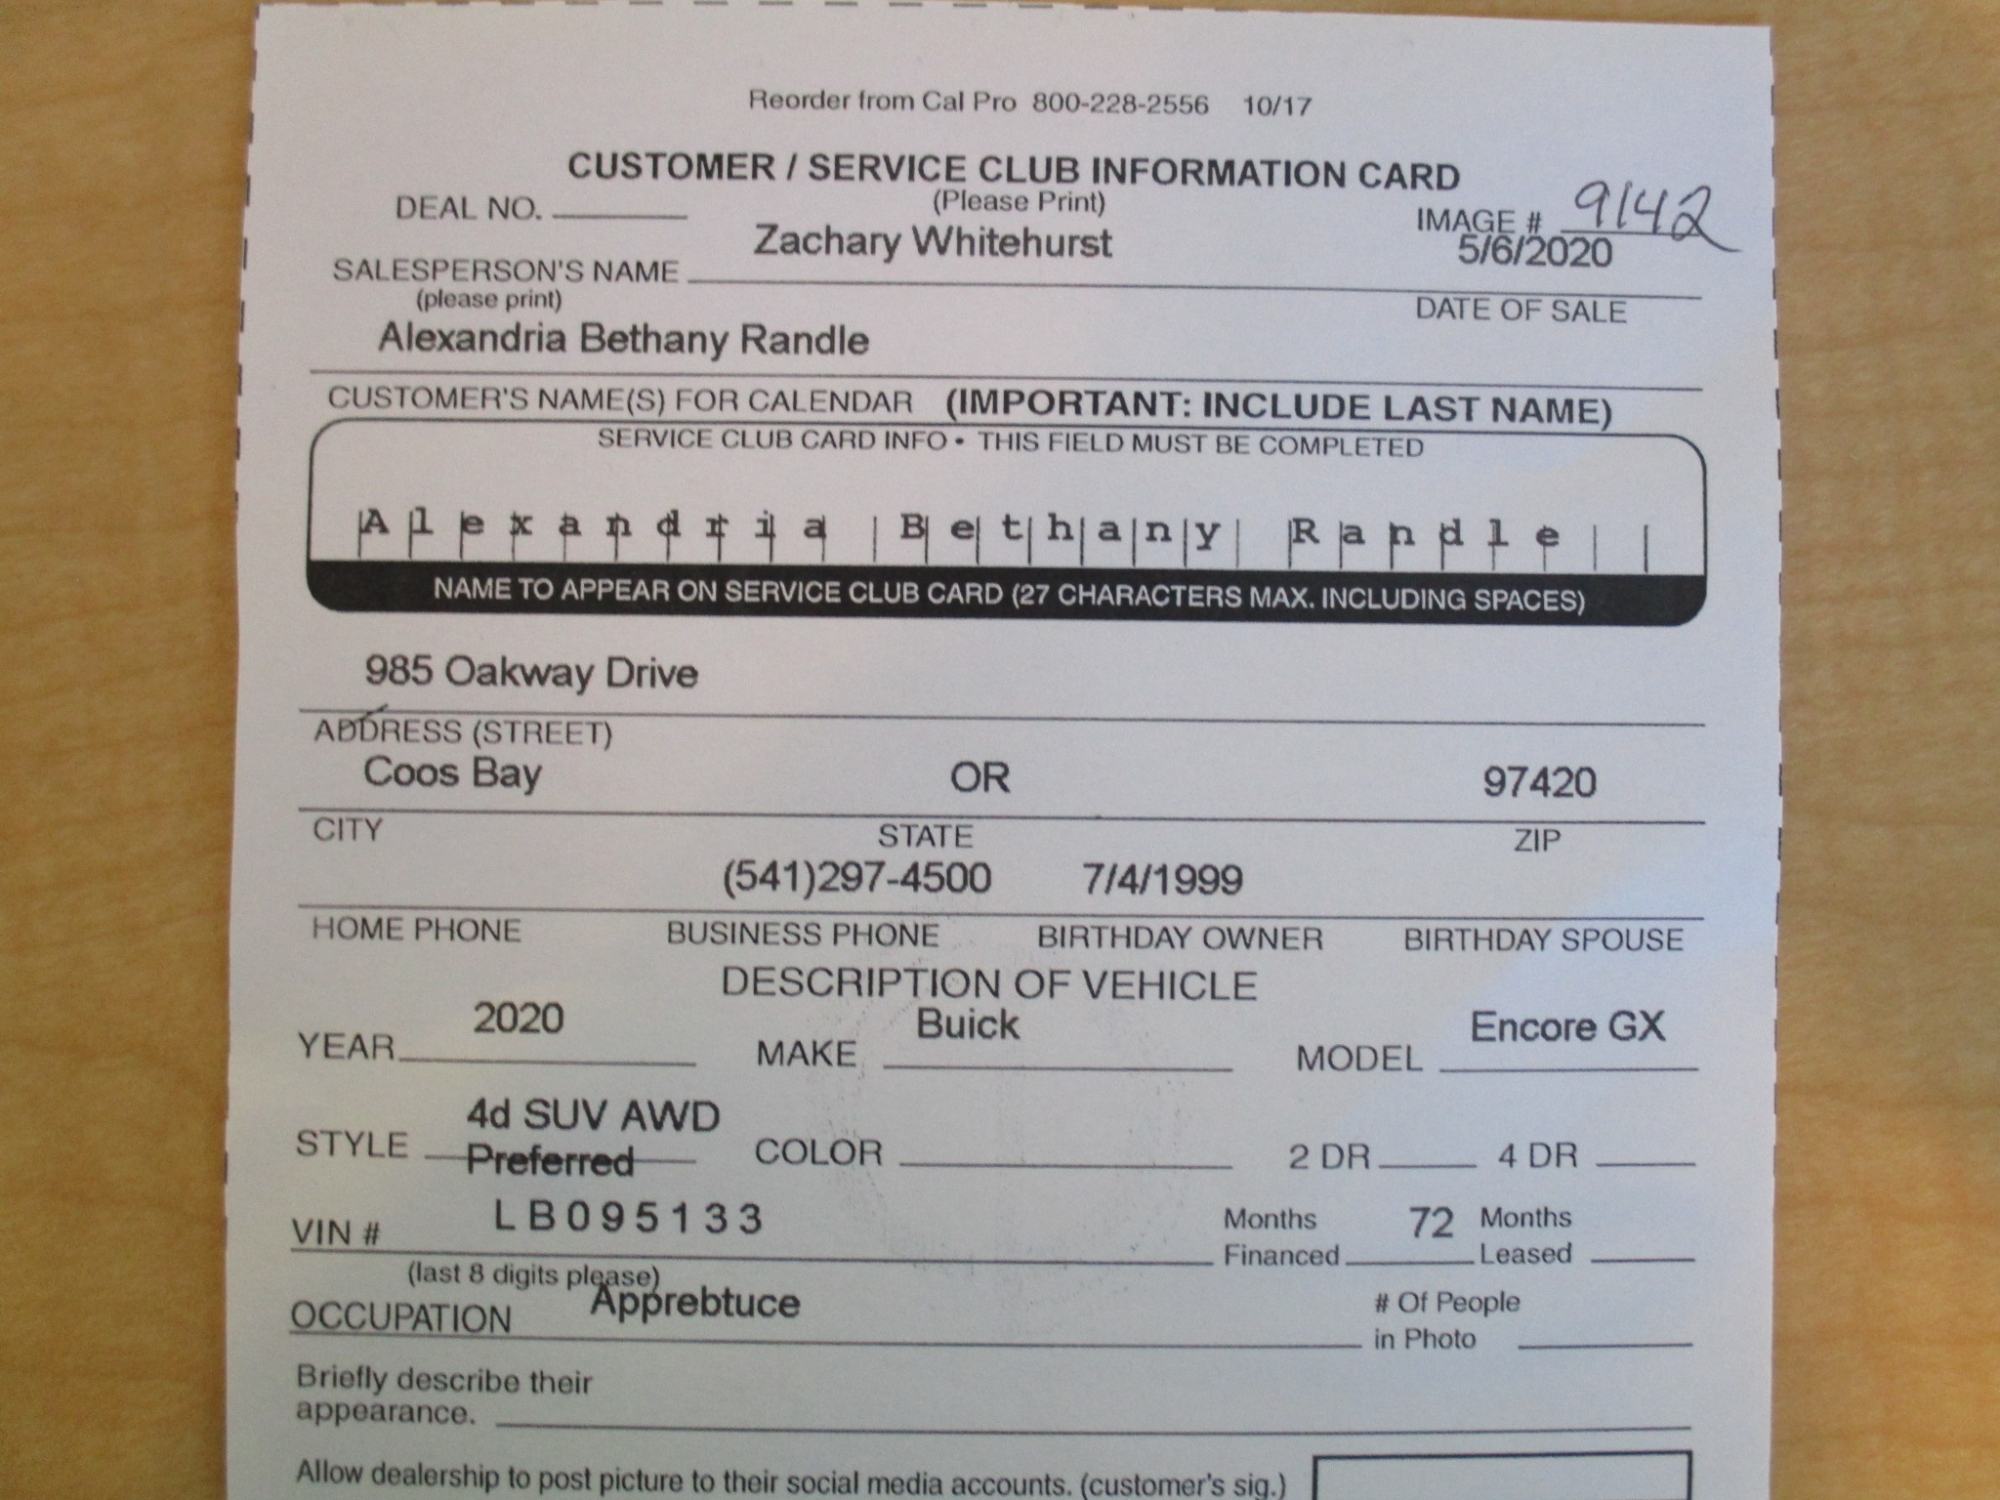 Reorder from Cal Pro 800-228-2556 10/17
CUSTOMER / SERVICE CLUB INFORMATION CARD
(Please Print)
DEAL NO.
IMAGE # 9142
Zachary Whitehurst
5/6/2020
SALESPERSON'S NAME
(please print)
DATE OF SALE
Alexandria Bethany Randle
CUSTOMER'S NAME(S) FOR CALENDAR (IMPORTANT: INCLUDE LAST NAME)
SERVICE CLUB CARD INFO • THIS FIELD MUST BE COMPLETED
Alexandria Bethany Randle
NAME TO APPEAR ON SERVICE CLUB CARD (27 CHARACTERS MAX. INCLUDING SPACES)
985 Oakway Drive
ADDRESS (STREET)
Coos Bay OR 97420
CITY STATE ZIP
(541)297-4500 7/4/1999
HOME PHONE BUSINESS PHONE BIRTHDAY OWNER BIRTHDAY SPOUSE
DESCRIPTION OF VEHICLE
2020 Buick Encore GX
YEAR MAKE MODEL
4d SUV AWD
Preferred
STYLE COLOR 2 DR 4 DR
LB095133
VIN #
Months 72 Months
Financed Leased
(last 8 digits please)
Apprebtuce
OCCUPATION
# Of People
in Photo
Briefly describe their
appearance.
Allow dealership to post picture to their social media accounts. (customer's sig.)